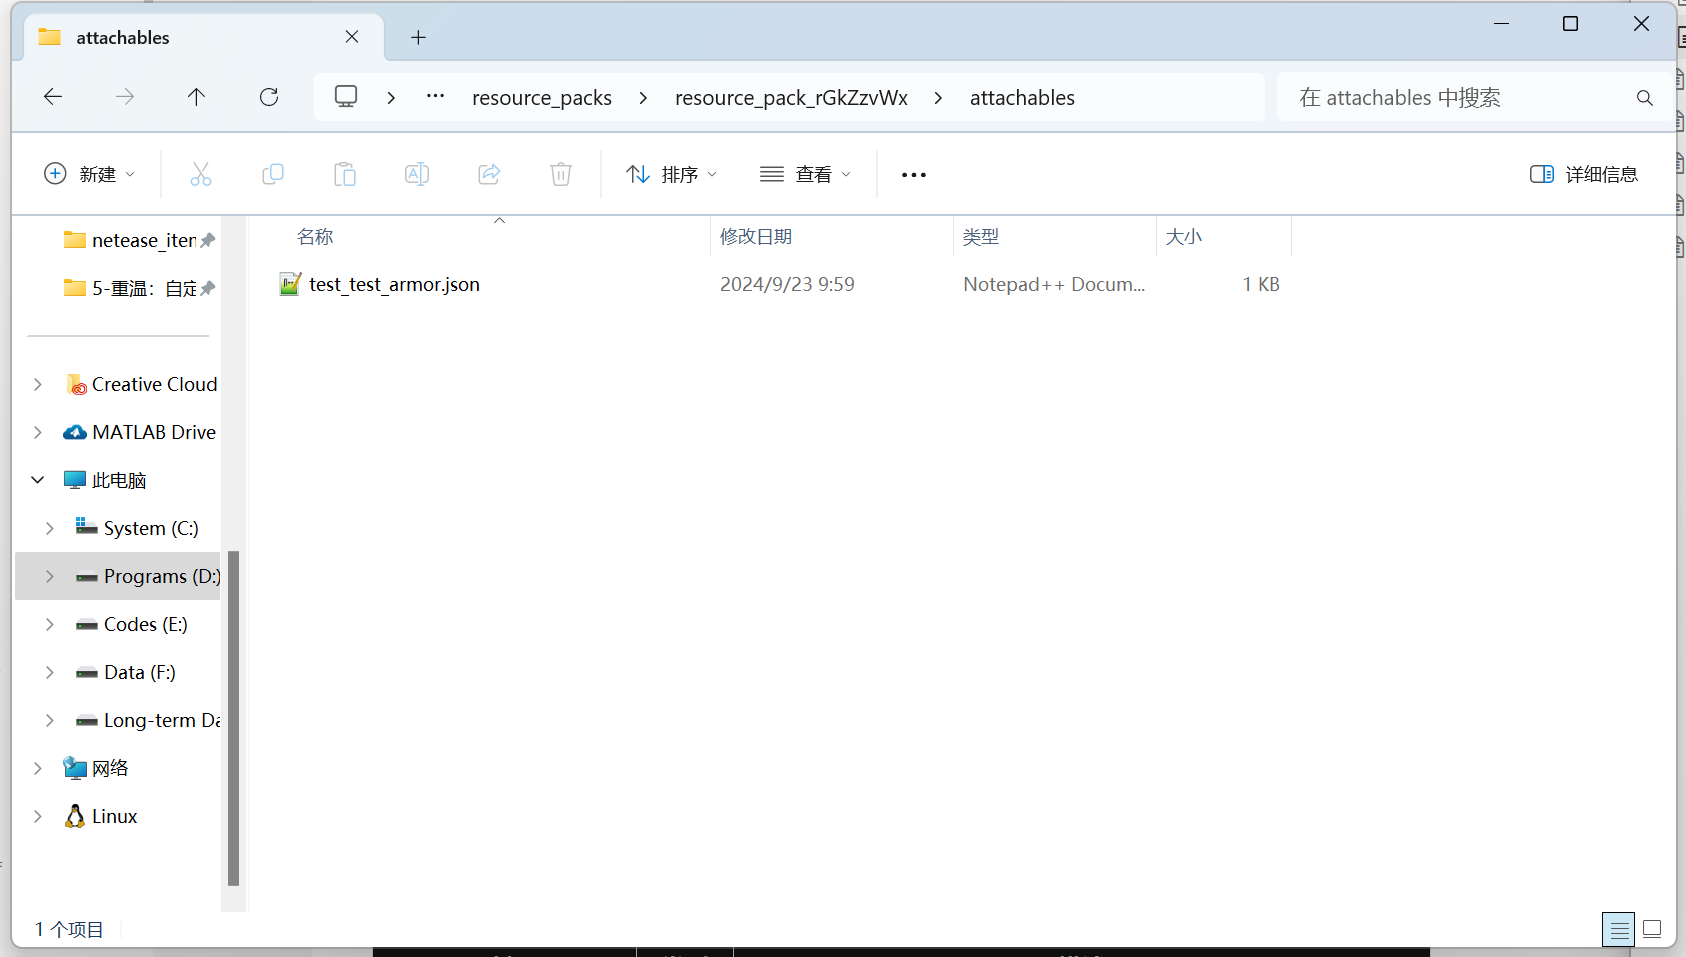 attachables
resource_packs
resource_pack_rGkZzvWx
attachables
在 attachables 中搜索
新建
排序
查看
详细信息
名称
修改日期
类型
大小
test_test_armor.json
2024/9/23 9:59
Notepad++ Docum...
1 KB
netease_iter
5-重温：自定
Creative Cloud
MATLAB Drive
此电脑
System (C:)
Programs (D:)
Codes (E:)
Data (F:)
Long-term Da
网络
Linux
1 个项目